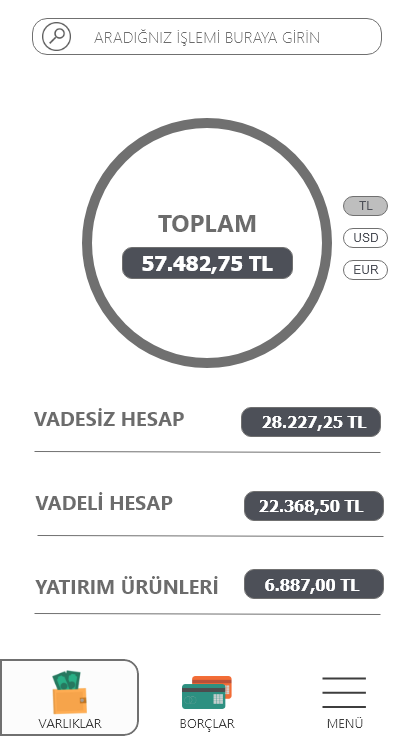 ARADIĞNIZ İŞLEMİ BURAYA GİRİN
TOPLAM
57.482,75 TL
TL
USD
EUR
VADESİZ HESAP
28.227,25 TL
VADELİ HESAP
22.368,50 TL
YATIRIM ÜRÜNLERİ
6.887,00 TL
VARLIKLAR
BORÇLAR
MENÜ